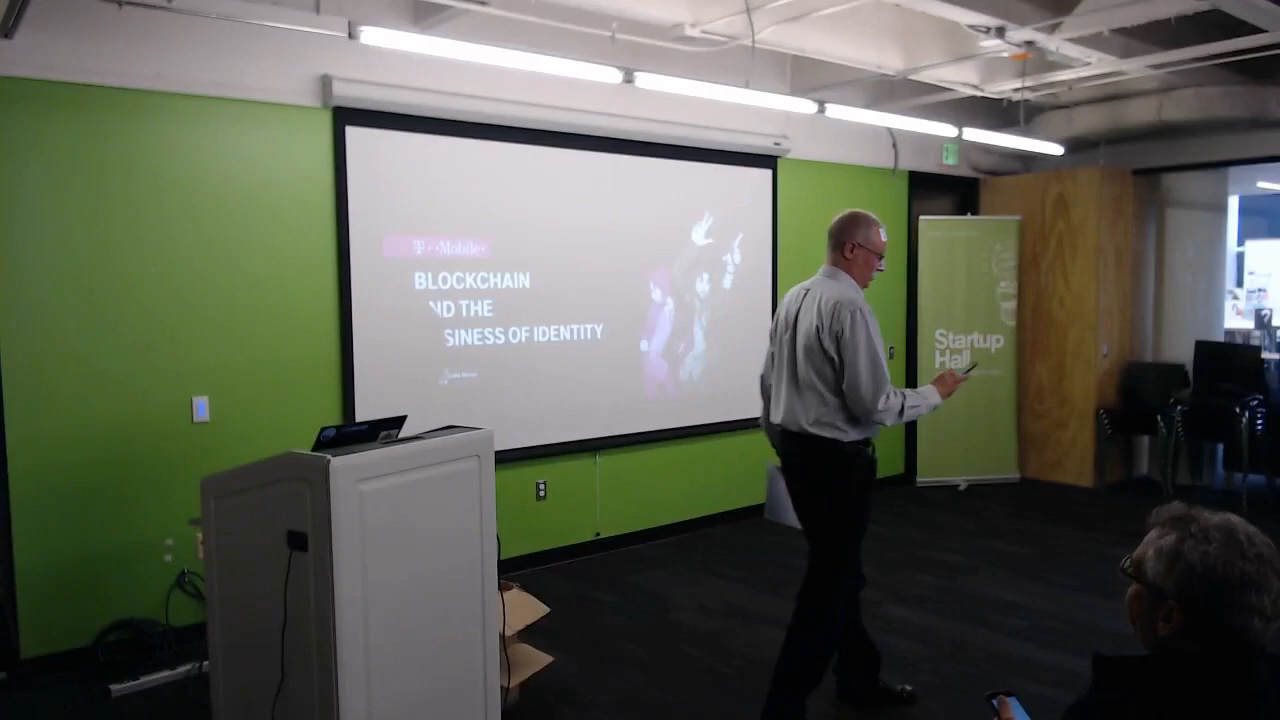 T··Mobile·
BLOCKCHAIN
ND THE
SINESS OF IDENTITY
Startup
Hall